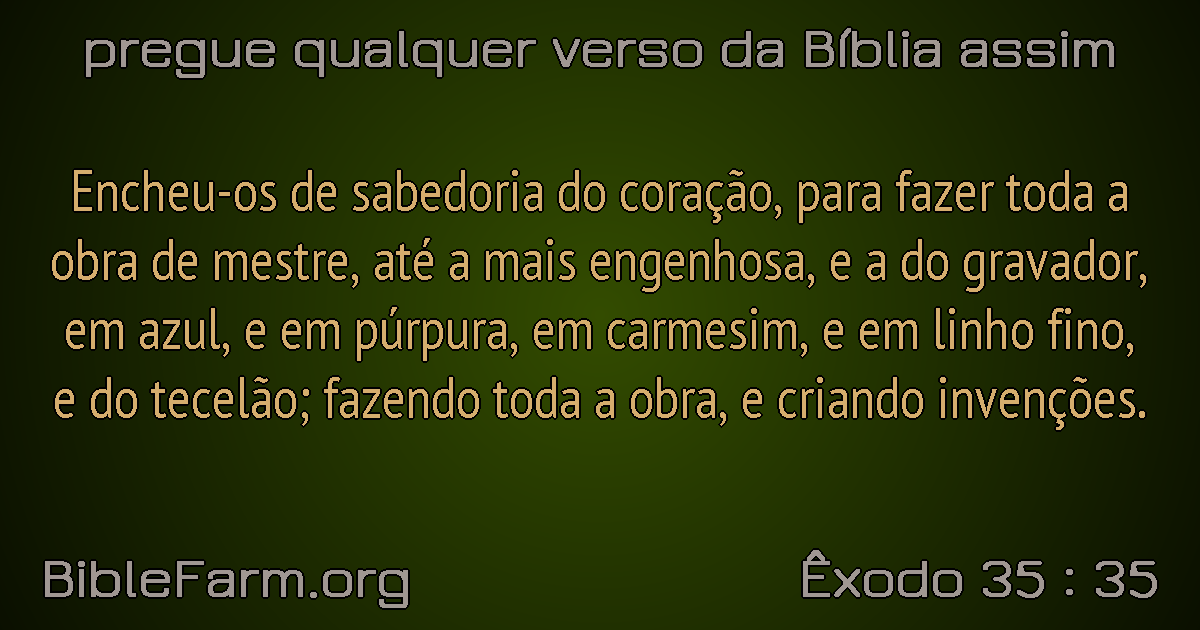 pregue qualquer verso da Bíblia assim
Encheu-os de sabedoria do coração, para fazer toda a
obra de mestre, até a mais engenhosa, e a do gravador,
em azul, e em púrpura, em carmesim, e em linho fino,
e do tecelão; fazendo toda a obra, e criando invenções.
BibleFarm.org
Êxodo 35 : 35